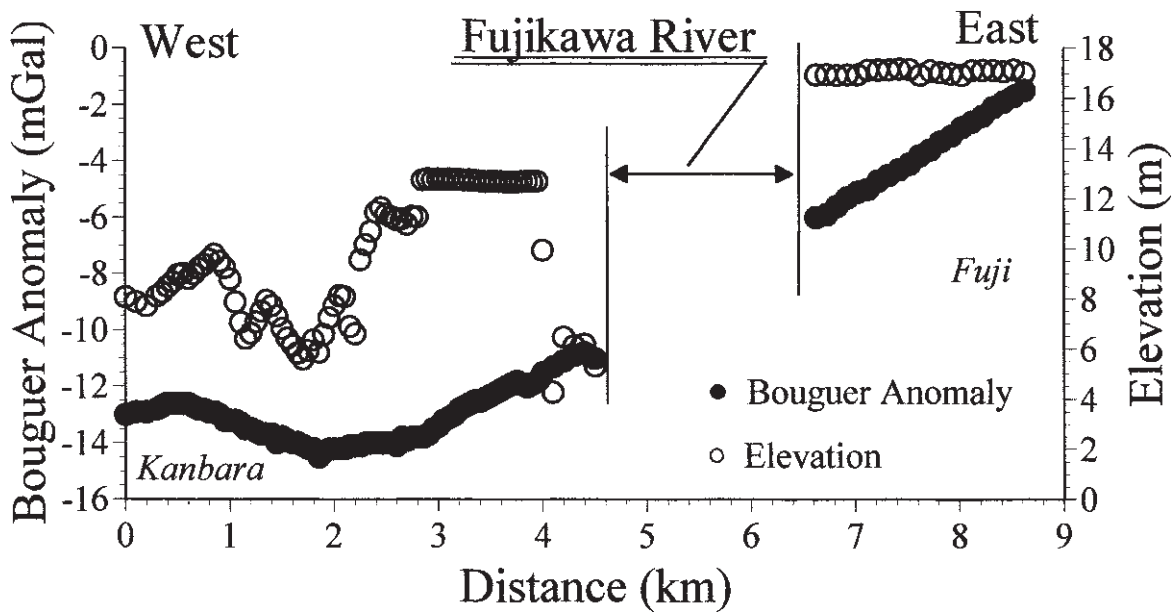 West
Fujikawa River
East
Bouguer Anomaly (mGal)
0
-2
-4
-6
-8
-10
-12
-14
-16
18
16
14
12
10
8
6
4
2
0
Elevation (m)
Fuji
Bouguer Anomaly
Elevation
Kanbara
0 1 2 3 4 5 6 7 8 9
Distance (km)